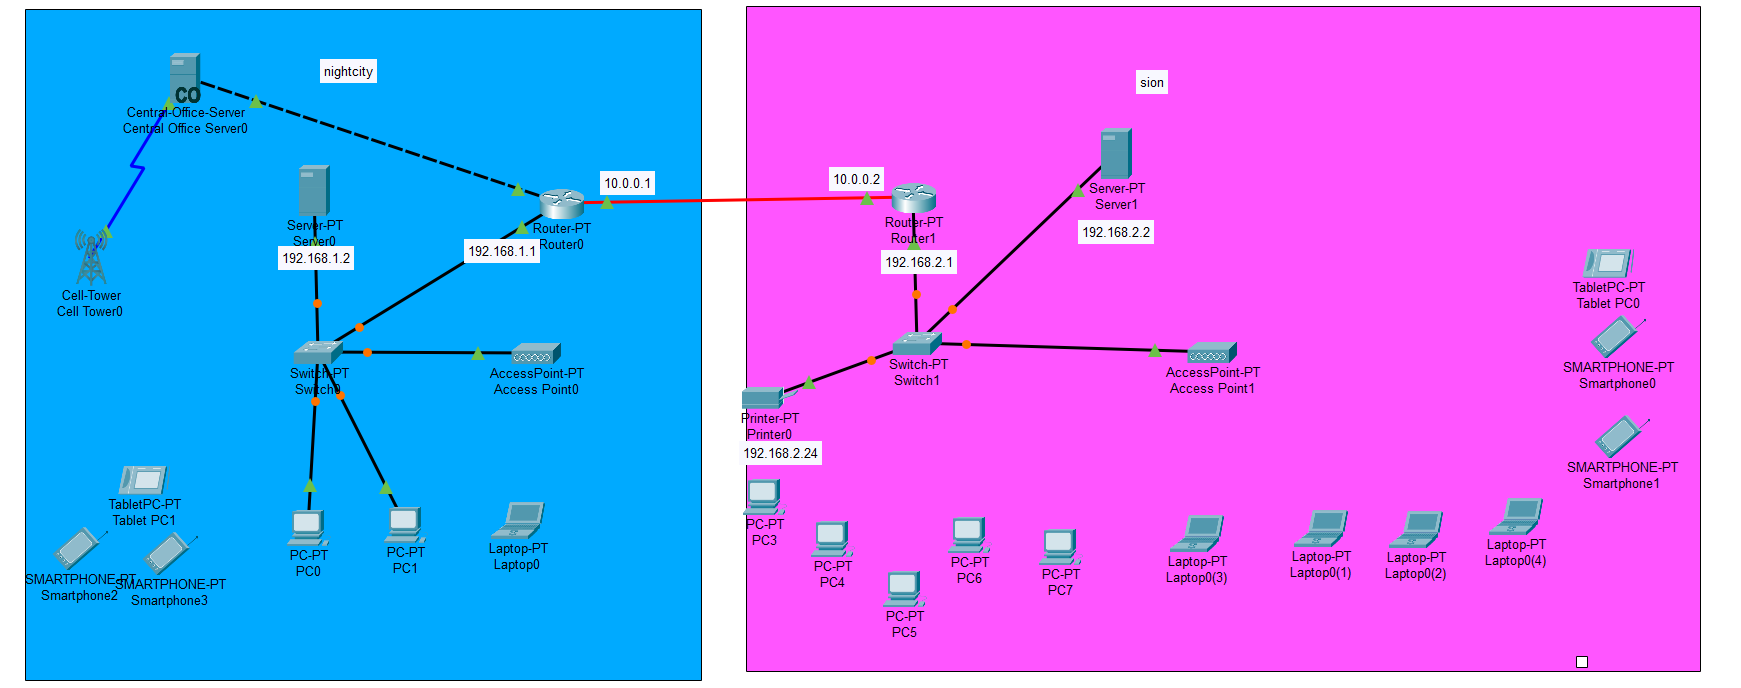 nightcity
CO
Central-Office-Server
Central Office Server0
Server-PT
Server0
192.168.1.2
10.0.0.1
Router-PT
Router0
192.168.1.1
Cell-Tower
Cell Tower0
Switch-PT
Switch0
AccessPoint-PT
Access Point0
TabletPC-PT
Tablet PC1
SMARTPHONE-PT
Smartphone2
SMARTPHONE-PT
Smartphone3
PC-PT
PC0
PC-PT
PC1
Laptop-PT
Laptop0
sion
10.0.0.2
Router-PT
Router1
192.168.2.1
Server-PT
Server1
192.168.2.2
Switch-PT
Switch1
AccessPoint-PT
Access Point1
Printer-PT
Printer0
192.168.2.24
TabletPC-PT
Tablet PC0
SMARTPHONE-PT
Smartphone0
SMARTPHONE-PT
Smartphone1
PC-PT
PC3
PC-PT
PC4
PC-PT
PC5
PC-PT
PC6
PC-PT
PC7
Laptop-PT
Laptop0(3)
Laptop-PT
Laptop0(1)
Laptop-PT
Laptop0(2)
Laptop-PT
Laptop0(4)